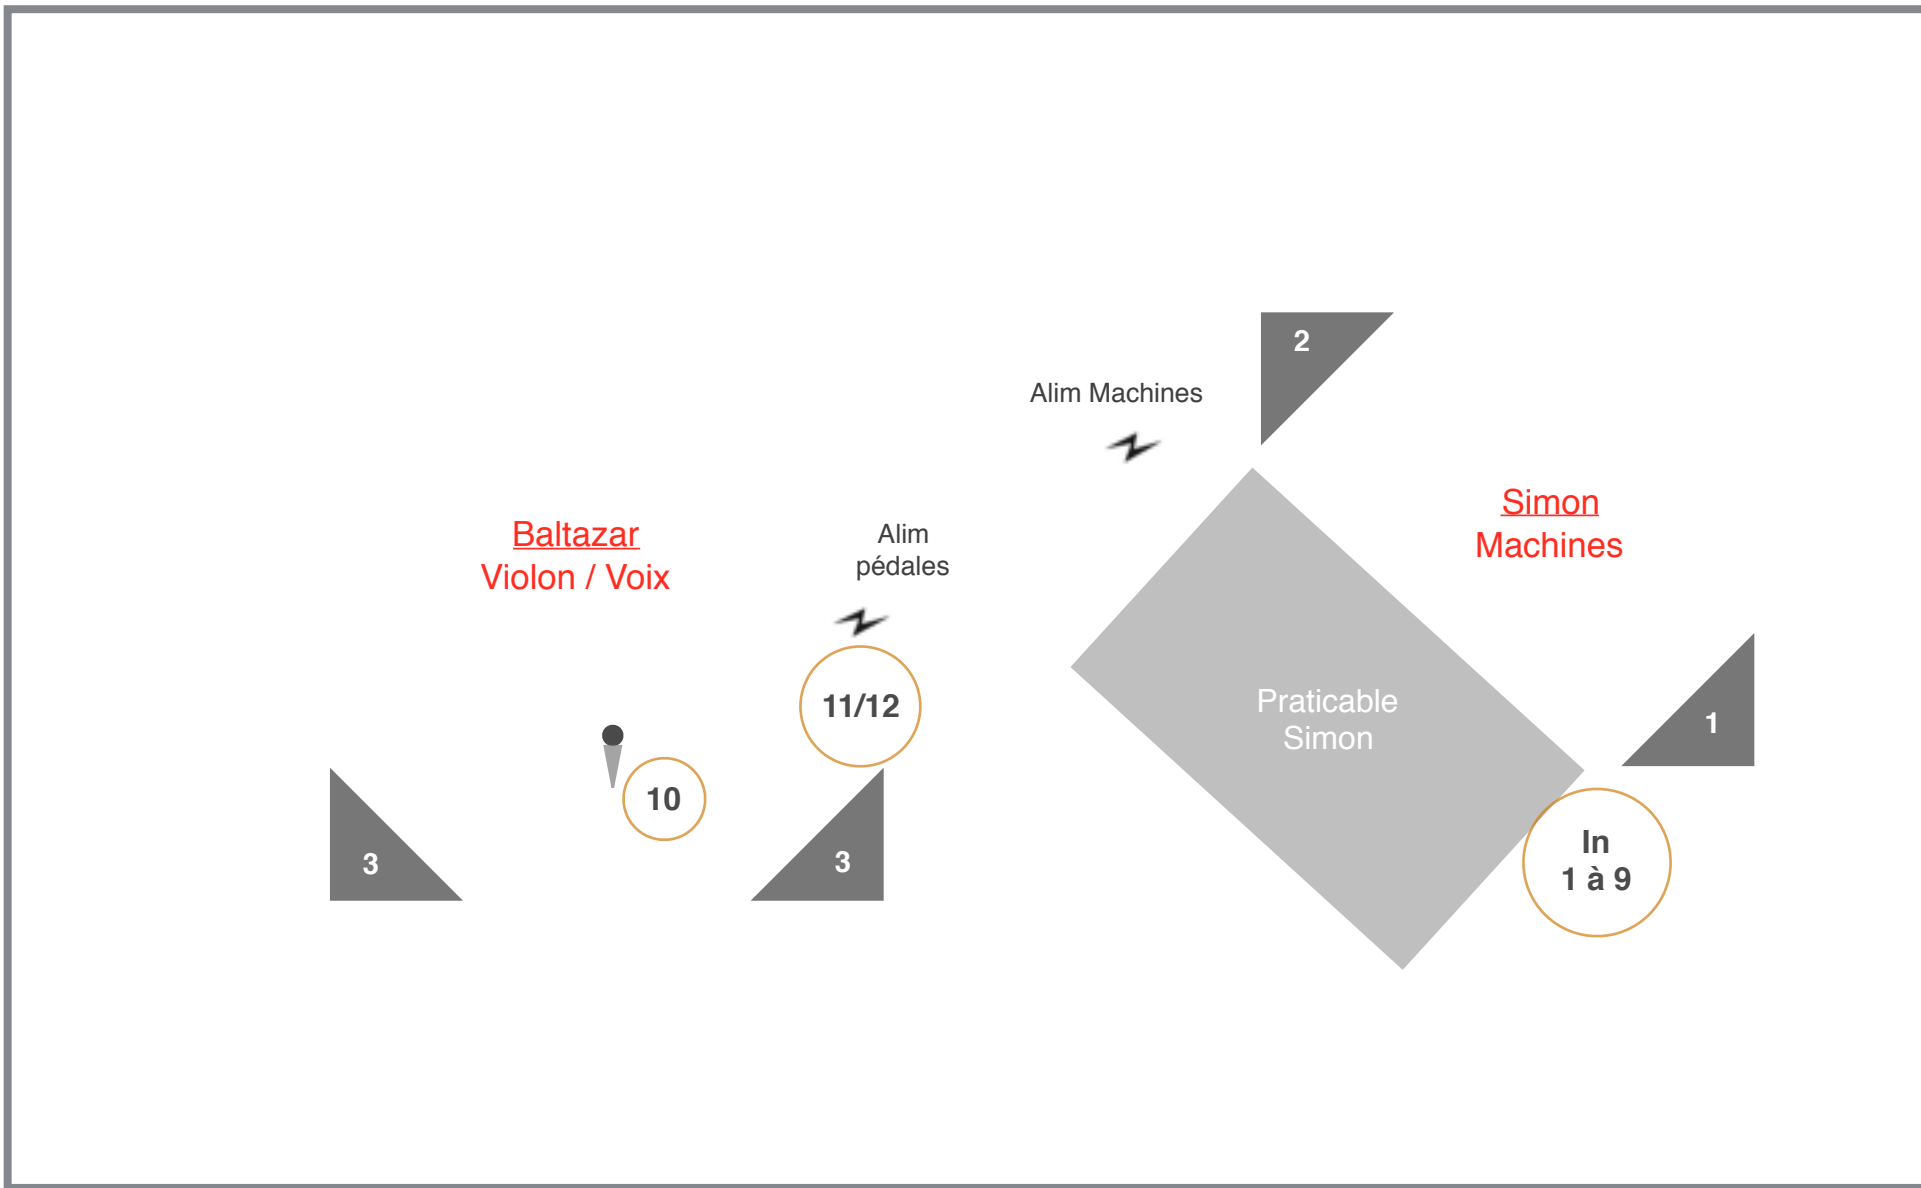 2
Alim Machines
Simon
Machines
Baltazar
Violon / Voix
Alim
pédales
11/12
Praticable
Simon
1
10
3
3
In
1 à 9